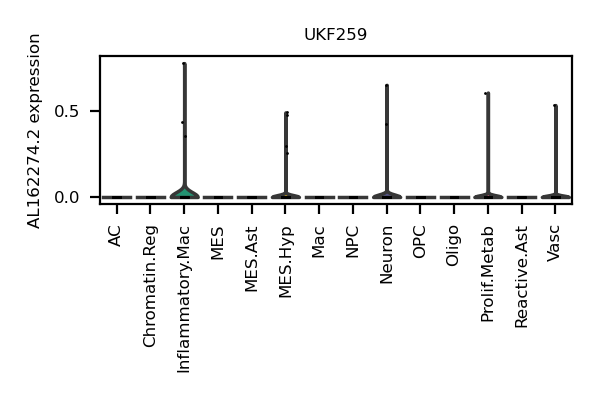 UKF259
AL162274.2 expression
0.5
0.0
AC
Chromatin.Reg
Inflammatory.Mac
MES
MES.Ast
MES.Hyp
Mac
NPC
Neuron
OPC
Oligo
Prolif.Metab
Reactive.Ast
Vasc